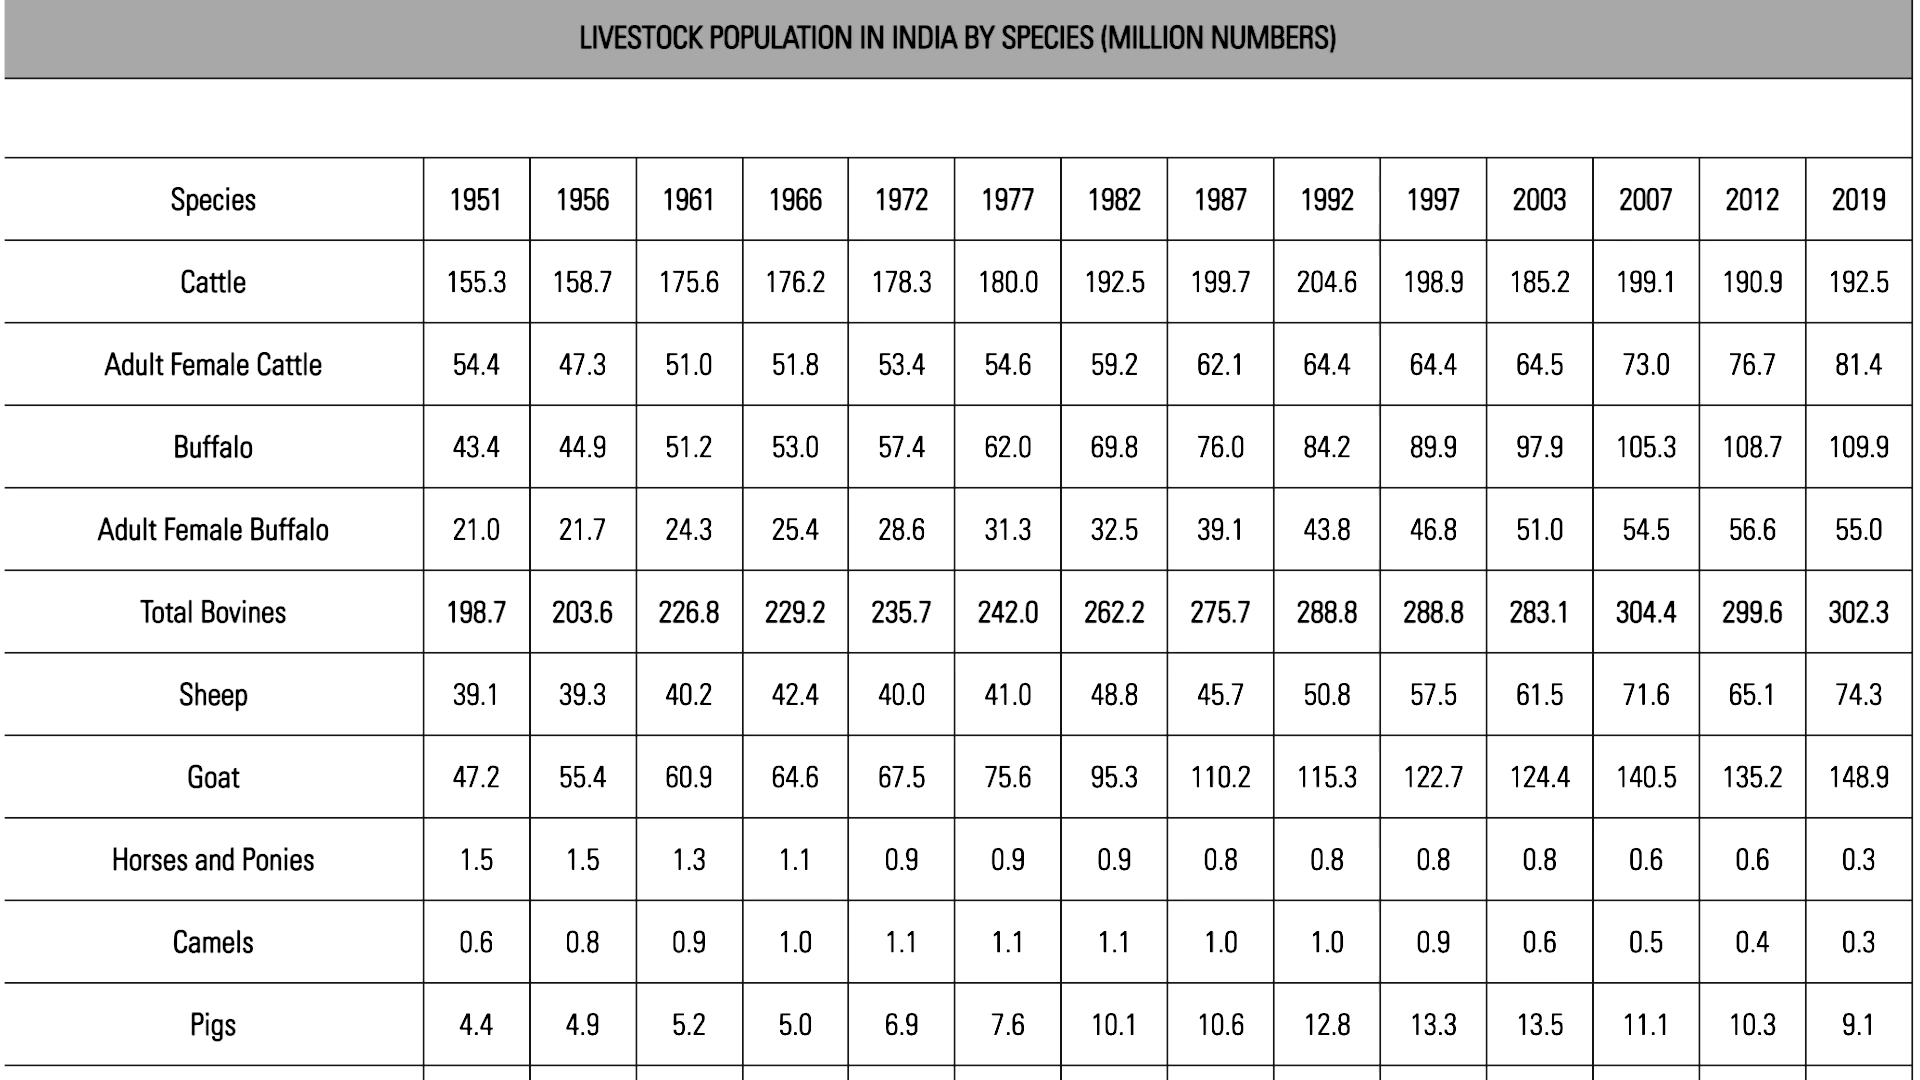 LIVESTOCK POPULATION IN INDIA BY SPECIES (MILLION NUMBERS)
Species 1951 1956 1961 1966 1972 1977 1982 1987 1992 1997 2003 2007 2012 2019
Cattle 155.3 158.7 175.6 176.2 178.3 180.0 192.5 199.7 204.6 198.9 185.2 199.1 190.9 192.5
Adult Female Cattle 54.4 47.3 51.0 51.8 53.4 54.6 59.2 62.1 64.4 64.4 64.5 73.0 76.7 81.4
Buffalo 43.4 44.9 51.2 53.0 57.4 62.0 69.8 76.0 84.2 89.9 97.9 105.3 108.7 109.9
Adult Female Buffalo 21.0 21.7 24.3 25.4 28.6 31.3 32.5 39.1 43.8 46.8 51.0 54.5 56.6 55.0
Total Bovines 198.7 203.6 226.8 229.2 235.7 242.0 262.2 275.7 288.8 288.8 283.1 304.4 299.6 302.3
Sheep 39.1 39.3 40.2 42.4 40.0 41.0 48.8 45.7 50.8 57.5 61.5 71.6 65.1 74.3
Goat 47.2 55.4 60.9 64.6 67.5 75.6 95.3 110.2 115.3 122.7 124.4 140.5 135.2 148.9
Horses and Ponies 1.5 1.5 1.3 1.1 0.9 0.9 0.9 0.8 0.8 0.8 0.8 0.6 0.6 0.3
Camels 0.6 0.8 0.9 1.0 1.1 1.1 1.1 1.0 1.0 0.9 0.6 0.5 0.4 0.3
Pigs 4.4 4.9 5.2 5.0 6.9 7.6 10.1 10.6 12.8 13.3 13.5 11.1 10.3 9.1